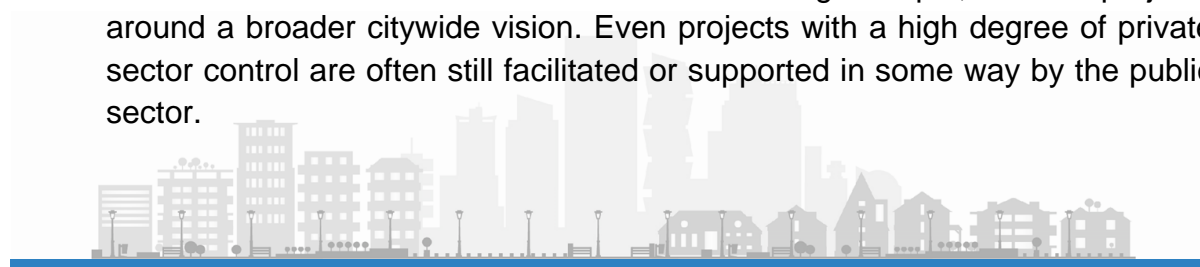 around a broader citywide vision. Even projects with a high degree of private
sector control are often still facilitated or supported in some way by the public
sector.